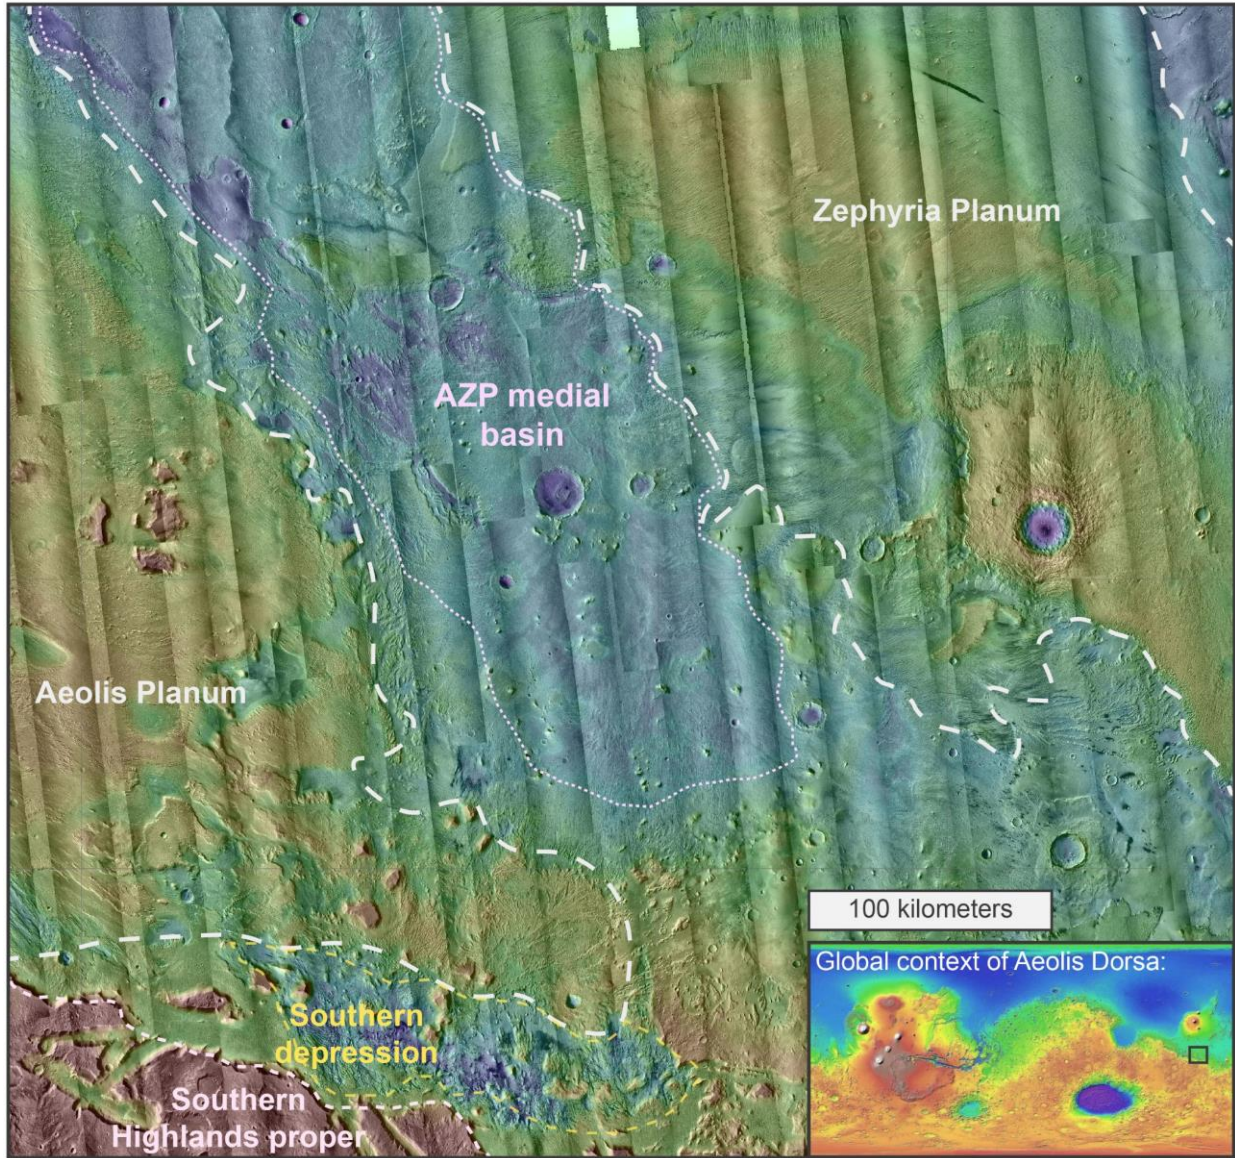 Zephyria Planum
AZP medial
basin
Aeolis Planum
100 kilometers
Global context of Aeolis Dorsa:
Southern
depression
Southern
Highlands proper